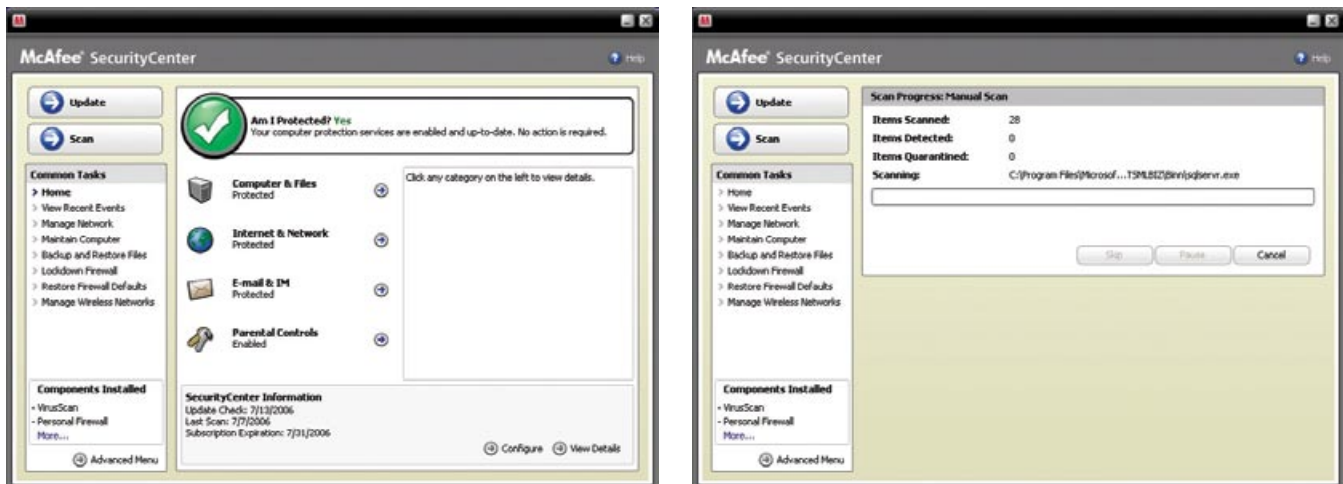 McAfee® SecurityCenter
Help
Update
Scan
Common Tasks
Home
View Recent Events
Manage Network
Maintain Computer
Backup and Restore Files
Lockdown Firewall
Restore Firewall Defaults
Manage Wireless Networks
Components Installed
- VirusScan
- Personal Firewall
More...
Advanced Menu
Am I Protected? Yes
Your computer protection services are enabled and up-to-date. No action is required.
Computer & Files
Protected
Internet & Network
Protected
E-mail & IM
Protected
Parental Controls
Enabled
Click any category on the left to view details.
SecurityCenter Information
Update Check: 7/13/2006
Last Scan: 7/7/2006
Subscription Expiration: 7/31/2006
Configure View Details
McAfee® SecurityCenter
Help
Update
Scan
Common Tasks
Home
View Recent Events
Manage Network
Maintain Computer
Backup and Restore Files
Lockdown Firewall
Restore Firewall Defaults
Manage Wireless Networks
Components Installed
- VirusScan
- Personal Firewall
More...
Advanced Menu
Scan Progress: Manual Scan
Items Scanned: 28
Items Detected: 0
Items Quarantined: 0
Scanning: C:\Program Files\Microsof...TSMLBIZ\Binn\sqlservr.exe
Skip Pause Cancel